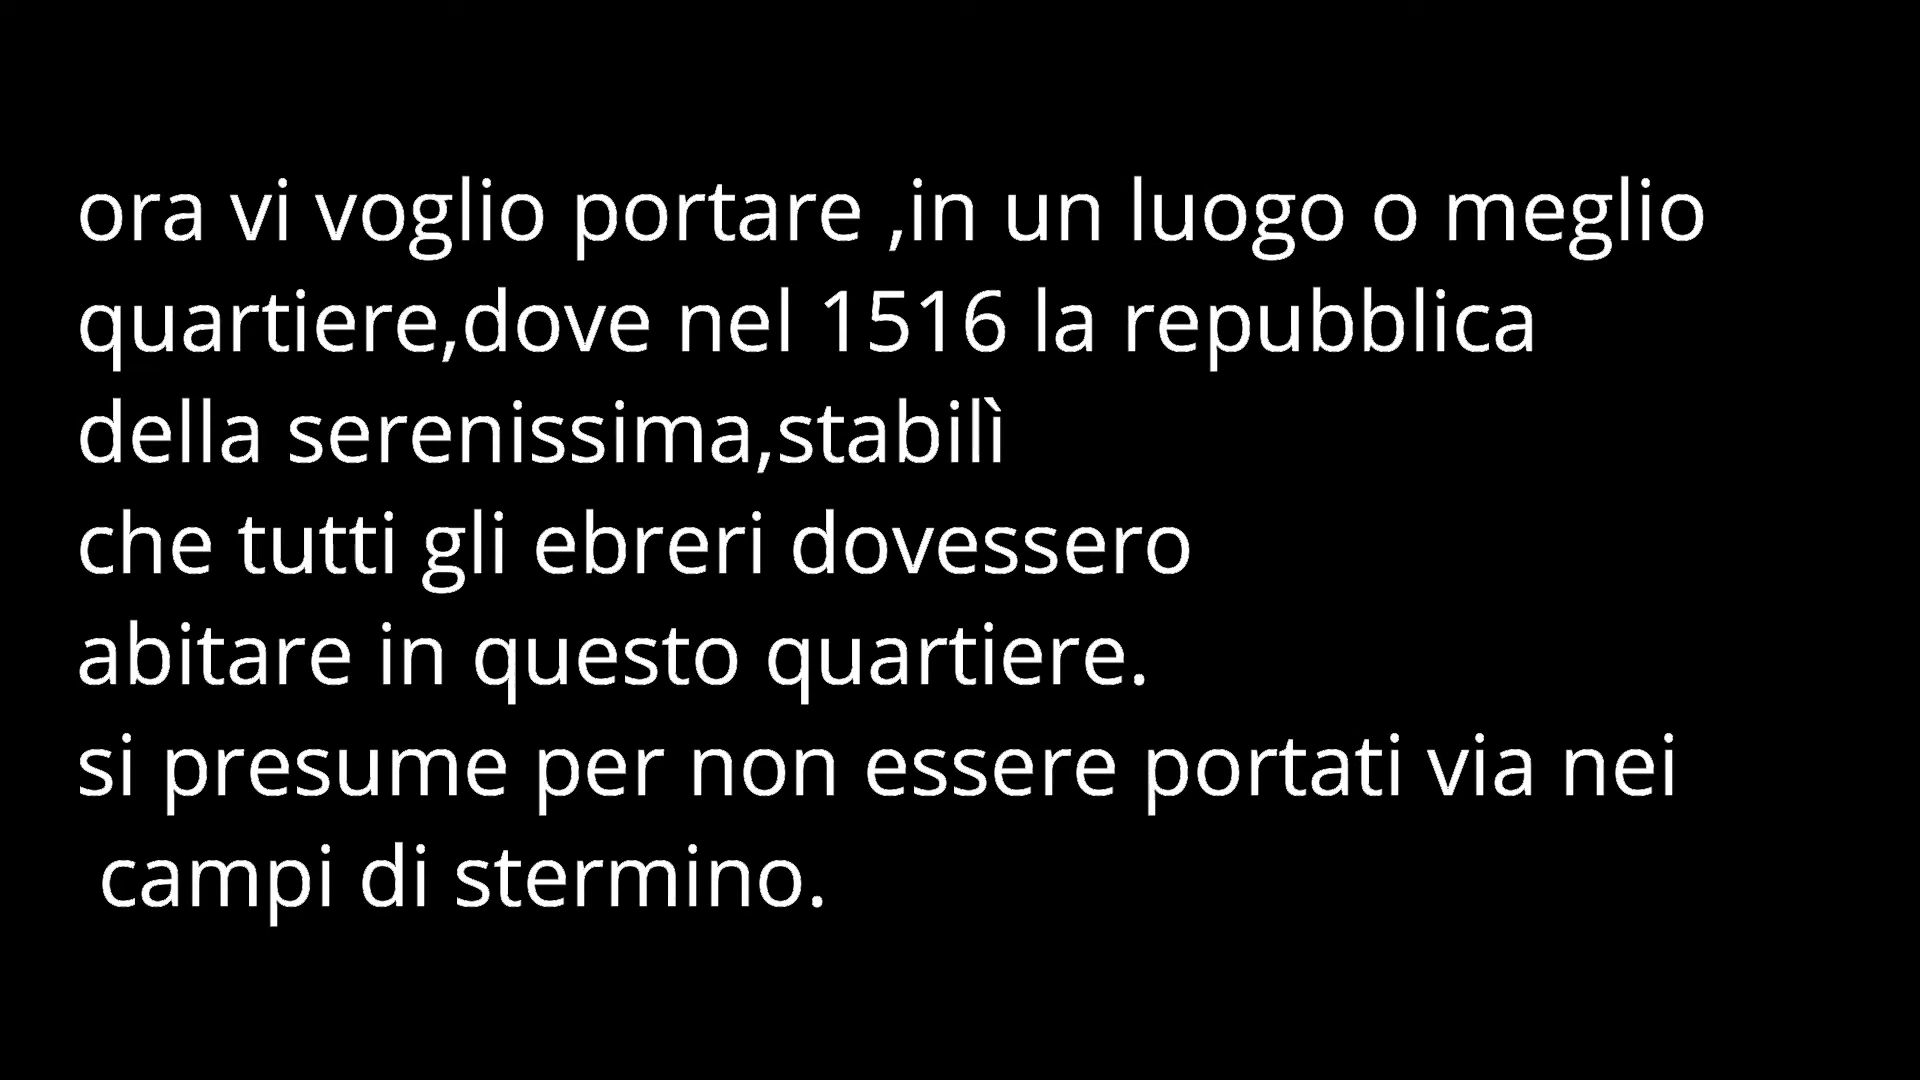 ora vi voglio portare ,in un luogo o meglio
quartiere,dove nel 1516 la repubblica
della serenissima,stabilì
che tutti gli ebreri dovessero
abitare in questo quartiere.
si presume per non essere portati via nei
campi di stermino.